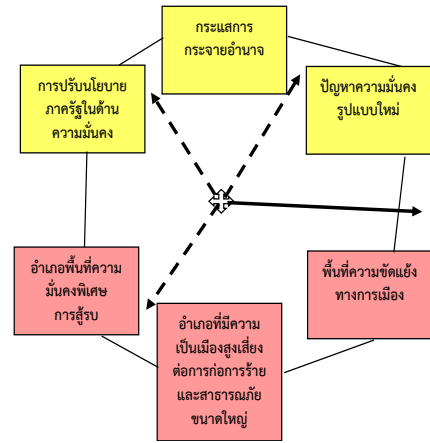 กระแสการ
กระจายอำนาจ
การปรับนโยบาย
ภาครัฐในด้าน
ความมั่นคง
ปัญหาความมั่นคง
รูปแบบใหม่
อำเภอพื้นที่ความ
มั่นคงพิเศษ
การสู้รบ
พื้นที่ความขัดแย้ง
ทางการเมือง
อำเภอที่มีความ
เป็นเมืองสูงเสี่ยง
ต่อการก่อการร้าย
และสาธารณภัย
ขนาดใหญ่